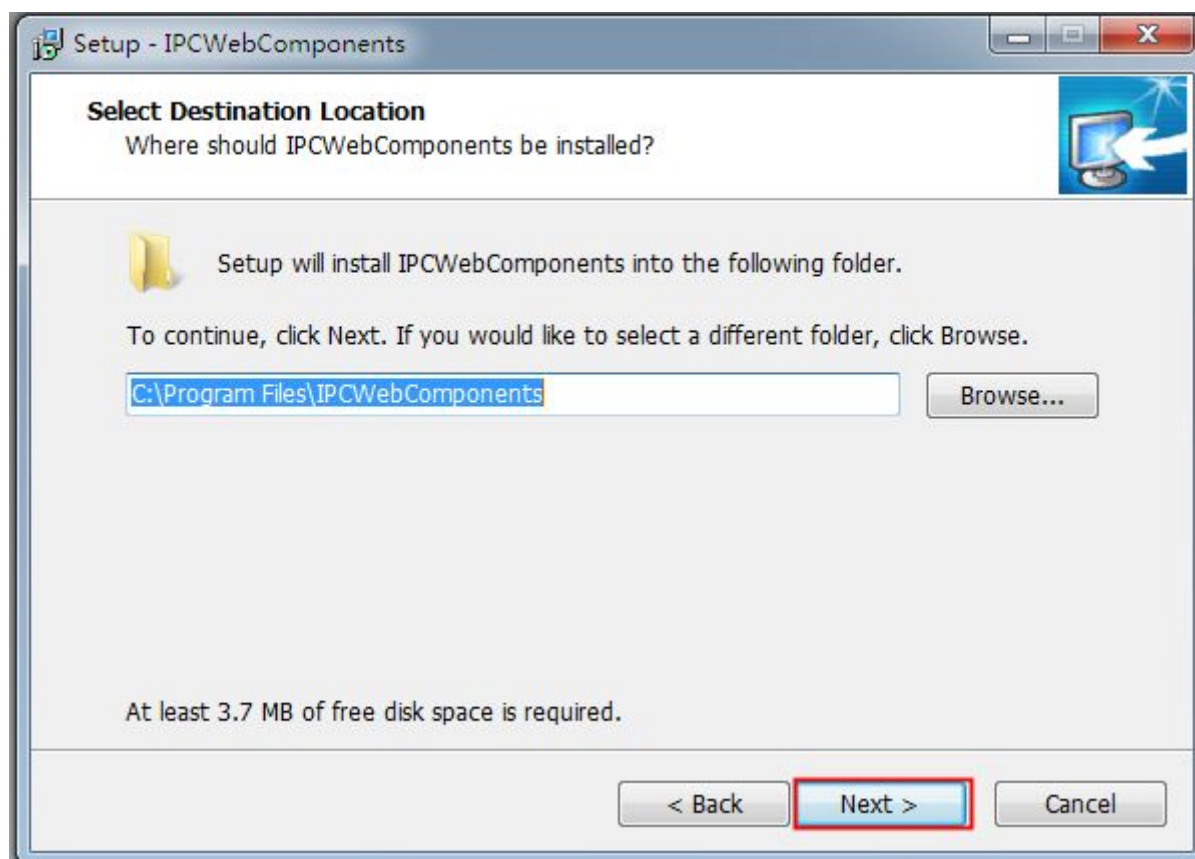 Setup - IPCWebComponents
Select Destination Location
Where should IPCWebComponents be installed?
Setup will install IPCWebComponents into the following folder.
To continue, click Next. If you would like to select a different folder, click Browse.
C:\Program Files\IPCWebComponents
Browse...
At least 3.7 MB of free disk space is required.
< Back Next > Cancel